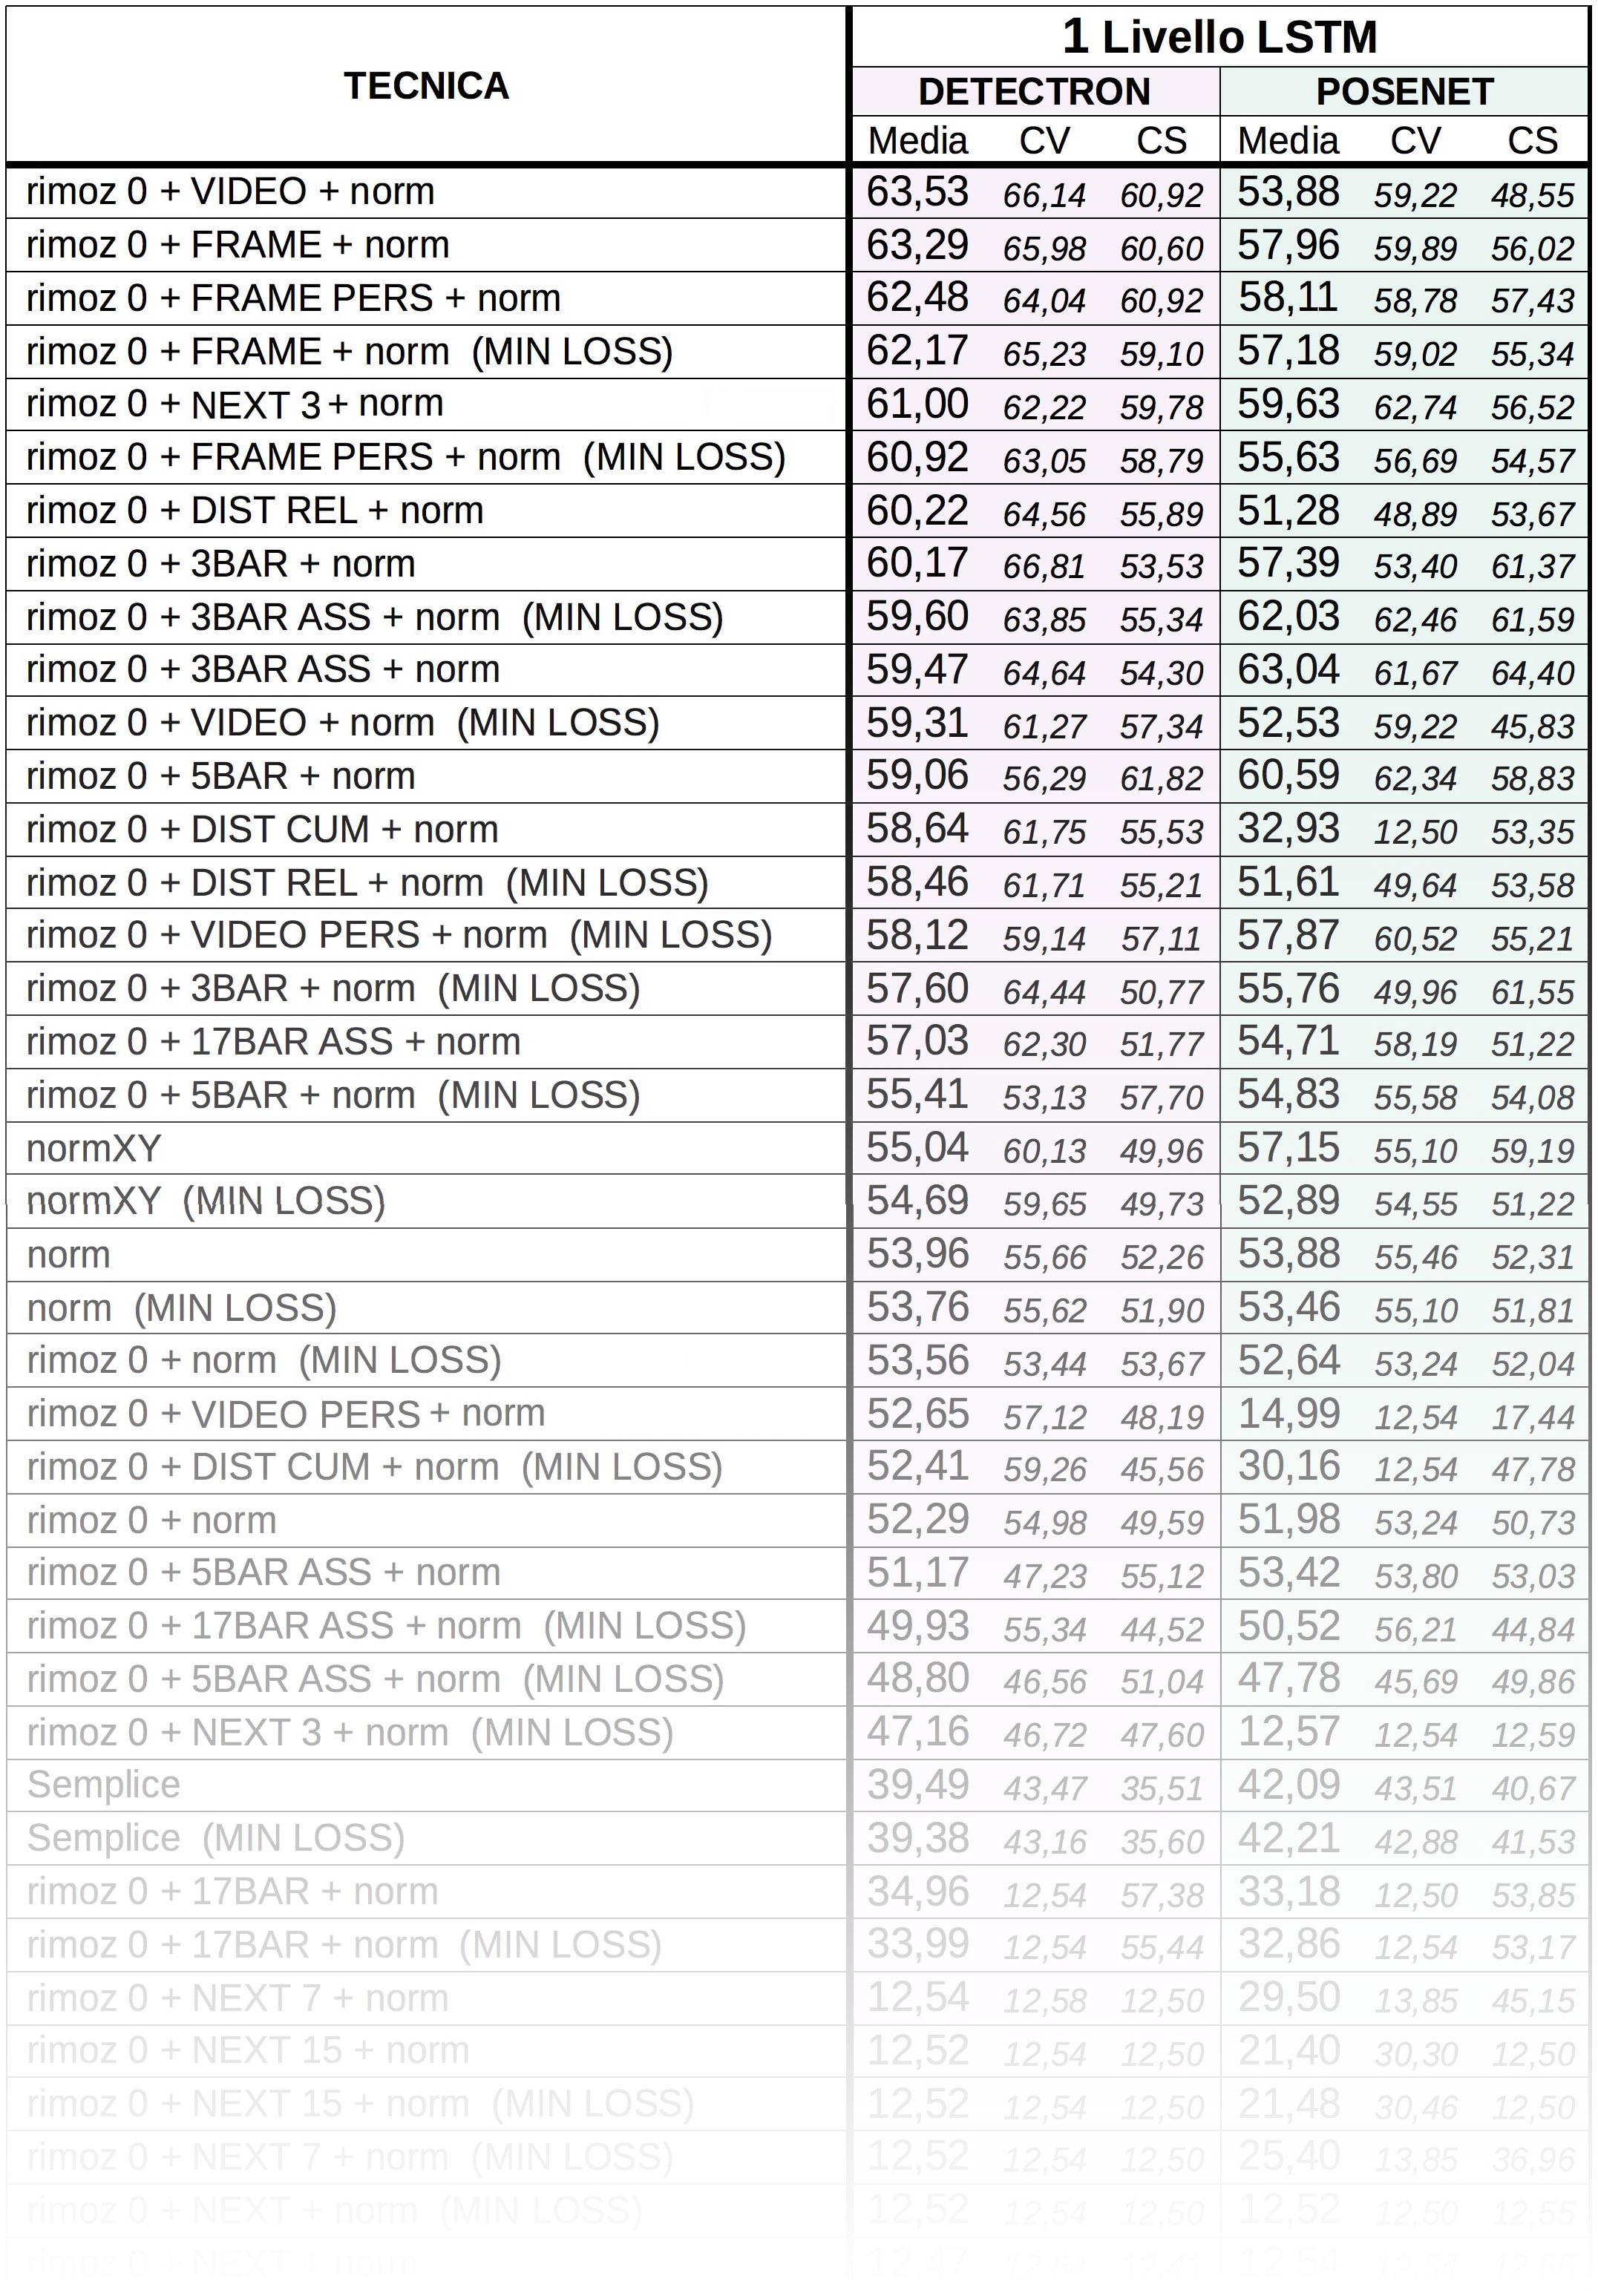 1 Livello LSTM
TECNICA
DETECTRON POSENET
Media CV CS Media CV CS
rimoz 0 + VIDEO + norm 63,53 66,14 60,92 53,88 59,22 48,55
rimoz 0 + FRAME + norm 63,29 65,98 60,60 57,96 59,89 56,02
rimoz 0 + FRAME PERS + norm 62,48 64,04 60,92 58,11 58,78 57,43
rimoz 0 + FRAME + norm (MIN LOSS) 62,17 65,23 59,10 57,18 59,02 55,34
rimoz 0 + NEXT 3 + norm 61,00 62,22 59,78 59,63 62,74 56,52
rimoz 0 + FRAME PERS + norm (MIN LOSS) 60,92 63,05 58,79 55,63 56,69 54,57
rimoz 0 + DIST REL + norm 60,22 64,56 55,89 51,28 48,89 53,67
rimoz 0 + 3BAR + norm 60,17 66,81 53,53 57,39 53,40 61,37
rimoz 0 + 3BAR ASS + norm (MIN LOSS) 59,60 63,85 55,34 62,03 62,46 61,59
rimoz 0 + 3BAR ASS + norm 59,47 64,64 54,30 63,04 61,67 64,40
rimoz 0 + VIDEO + norm (MIN LOSS) 59,31 61,27 57,34 52,53 59,22 45,83
rimoz 0 + 5BAR + norm 59,06 56,29 61,82 60,59 62,34 58,83
rimoz 0 + DIST CUM + norm 58,64 61,75 55,53 32,93 12,50 53,35
rimoz 0 + DIST REL + norm (MIN LOSS) 58,46 61,71 55,21 51,61 49,64 53,58
rimoz 0 + VIDEO PERS + norm (MIN LOSS) 58,12 59,14 57,11 57,87 60,52 55,21
rimoz 0 + 3BAR + norm (MIN LOSS) 57,60 64,44 50,77 55,76 49,96 61,55
rimoz 0 + 17BAR ASS + norm 57,03 62,30 51,77 54,71 58,19 51,22
rimoz 0 + 5BAR + norm (MIN LOSS) 55,41 53,13 57,70 54,83 55,58 54,08
normXY 55,04 60,13 49,96 57,15 55,10 59,19
normXY (MIN LOSS) 54,69 59,65 49,73 52,89 54,55 51,22
norm 53,96 55,66 52,26 53,88 55,46 52,31
norm (MIN LOSS) 53,76 55,62 51,90 53,46 55,10 51,81
rimoz 0 + norm (MIN LOSS) 53,56 53,44 53,67 52,64 53,24 52,04
rimoz 0 + VIDEO PERS + norm 52,65 57,12 48,19 14,99 12,54 17,44
rimoz 0 + DIST CUM + norm (MIN LOSS) 52,41 59,26 45,56 30,16 12,54 47,78
rimoz 0 + norm 52,29 54,98 49,59 51,98 53,24 50,73
rimoz 0 + 5BAR ASS + norm 51,17 47,23 55,12 53,42 53,80 53,03
rimoz 0 + 17BAR ASS + norm (MIN LOSS) 49,93 55,34 44,52 50,52 56,21 44,84
rimoz 0 + 5BAR ASS + norm (MIN LOSS) 48,80 46,56 51,04 47,78 45,69 49,86
rimoz 0 + NEXT 3 + norm (MIN LOSS) 47,16 46,72 47,60 12,57 12,54 12,59
Semplice 39,49 43,47 35,51 42,09 43,51 40,67
Semplice (MIN LOSS) 39,38 43,16 35,60 42,21 42,88 41,53
rimoz 0 + 17BAR + norm 34,96 12,54 57,38 33,18 12,50 53,85
rimoz 0 + 17BAR + norm (MIN LOSS) 33,99 12,54 55,44 32,86 12,54 53,17
rimoz 0 + NEXT 7 + norm 12,54 12,58 12,50 29,50 13,85 45,15
rimoz 0 + NEXT 15 + norm 12,52 12,54 12,50 21,40 30,30 12,50
rimoz 0 + NEXT 15 + norm (MIN LOSS) 12,52 12,54 12,50 21,48 30,46 12,50
rimoz 0 + NEXT 7 + norm (MIN LOSS) 12,52 12,54 12,50 25,40 13,85 36,96
rimoz 0 + NEXT + norm (MIN LOSS) 12,52 12,54 12,50 12,52 12,50 12,55
rimoz 0 + NEXT + norm